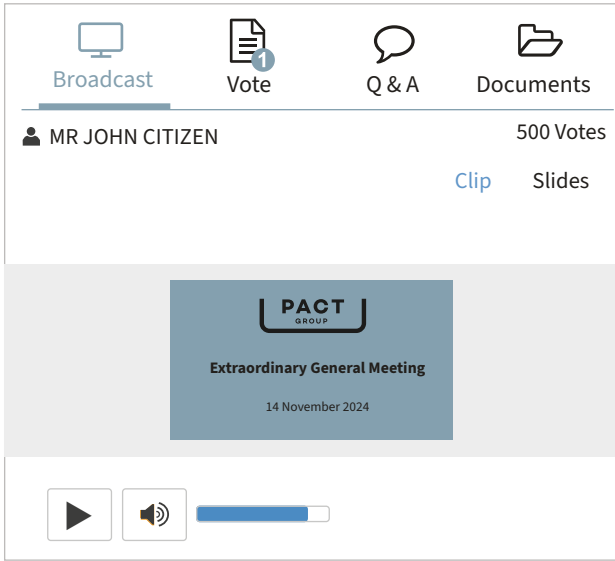 1
Broadcast Vote Q & A Documents
MR JOHN CITIZEN 500 Votes
Clip Slides
PACT
GROUP
Extraordinary General Meeting
14 November 2024